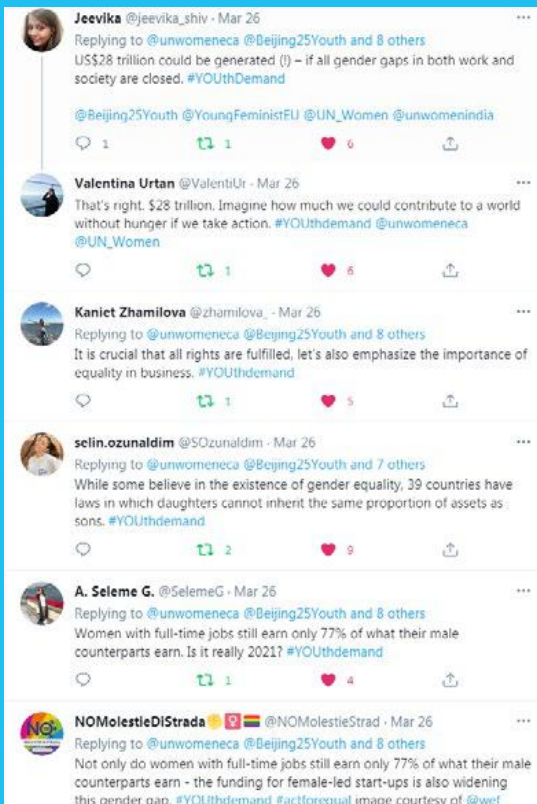 Jeevika @jeevika_shiv · Mar 26
Replying to @unwomeneca @Beijing25Youth and 8 others
US$28 trillion could be generated (!) – if all gender gaps in both work and
society are closed. #YOUthDemand
@Beijing25Youth @YoungFeministEU @UN_Women @unwomenindia
1 1 6
Valentina Urtan @ValentiUr · Mar 26
That's right. $28 trillion. Imagine how much we could contribute to a world
without hunger if we take action. #YOUthdemand @unwomeneca
@UN_Women
1 6
Kaniet Zhamilova @zhamilova_ · Mar 26
Replying to @unwomeneca @Beijing25Youth and 8 others
It is crucial that all rights are fulfilled, let's also emphasize the importance of
equality in business. #YOUthdemand
1 5
selin.ozunaldim @SOzunaldim · Mar 26
Replying to @unwomeneca @Beijing25Youth and 7 others
While some believe in the existence of gender equality, 39 countries have
laws in which daughters cannot inherit the same proportion of assets as
sons. #YOUthdemand
2 9
A. Seleme G. @SelemeG · Mar 26
Replying to @unwomeneca @Beijing25Youth and 8 others
Women with full-time jobs still earn only 77% of what their male
counterparts earn. Is it really 2021? #YOUthdemand
1 4
NO
NOMolestieDiStrada @NOMolestieStrad · Mar 26
Replying to @unwomeneca @Beijing25Youth and 8 others
Not only do women with full-time jobs still earn only 77% of what their male
counterparts earn - the funding for female-led start-ups is also widening
this gender gap. #YOUthdemand #actforequal image courtesy of @wef